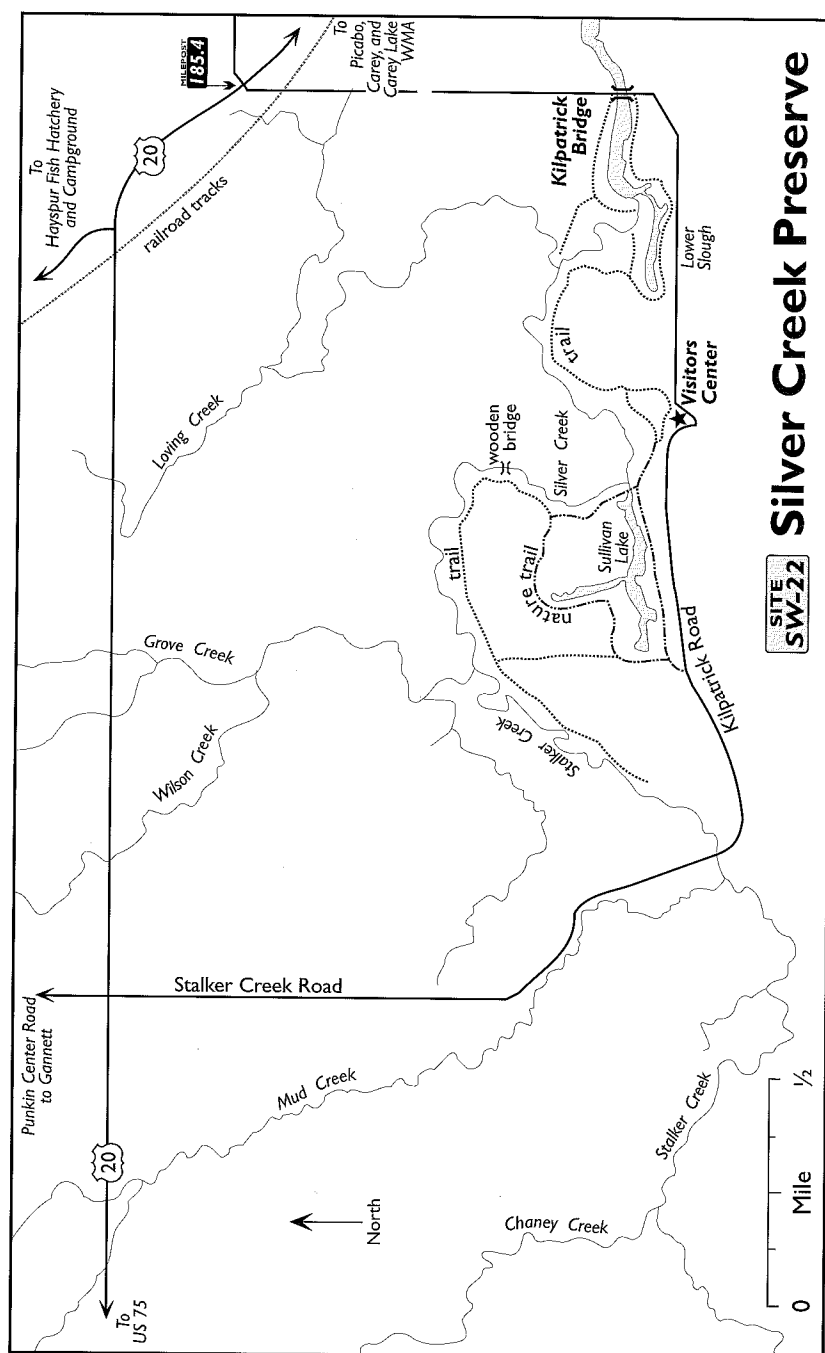 To
Hayspur Fish Hatchery
and Campground
20
MILEPOST
185.4
To
Picabo,
Carey, and
Carey Lake
WMA
railroad tracks
Loving Creek
Kilpatrick
Bridge
Lower
Slough
trail
Visitors
Center
wooden
bridge
Silver Creek
trail
Sullivan
Lake
nature trail
Grove Creek
Wilson Creek
Stalker Creek
Kilpatrick Road
Punkin Center Road
to Gannett
Stalker Creek Road
Mud Creek
20
To
US 75
North
Chaney Creek
Stalker Creek
0 Mile ½
SITE
SW-22
Silver Creek Preserve